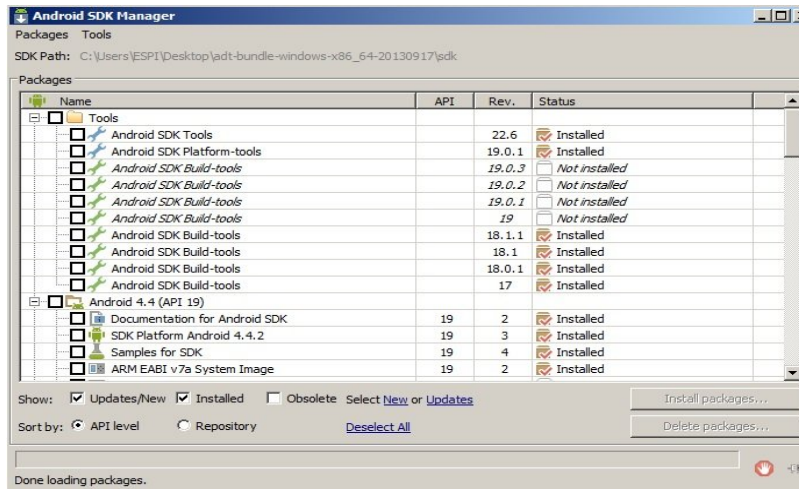 Android SDK Manager
Packages Tools
SDK Path: C:\Users\ESPI\Desktop\adt-bundle-windows-x86_64-20130917\sdk
Packages
Name API Rev. Status
Tools
Android SDK Tools 22.6 Installed
Android SDK Platform-tools 19.0.1 Installed
Android SDK Build-tools 19.0.3 Not installed
Android SDK Build-tools 19.0.2 Not installed
Android SDK Build-tools 19.0.1 Not installed
Android SDK Build-tools 19 Not installed
Android SDK Build-tools 18.1.1 Installed
Android SDK Build-tools 18.1 Installed
Android SDK Build-tools 18.0.1 Installed
Android SDK Build-tools 17 Installed
Android 4.4 (API 19)
Documentation for Android SDK 19 2 Installed
SDK Platform Android 4.4.2 19 3 Installed
Samples for SDK 19 4 Installed
ARM EABI v7a System Image 19 2 Installed
Show: Updates/New Installed Obsolete Select New or Updates Install packages...
Sort by: API level Repository Deselect All Delete packages...
Done loading packages.